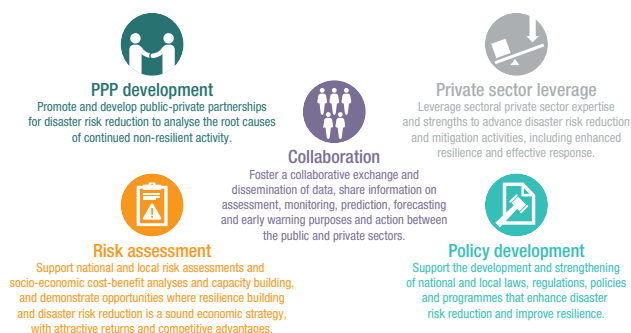 PPP development
Promote and develop public-private partnerships
for disaster risk reduction to analyse the root causes
of continued non-resilient activity.
Private sector leverage
Leverage sectoral private sector expertise
and strengths to advance disaster risk reduction
and mitigation activities, including enhanced
resilience and effective response.
Collaboration
Foster a collaborative exchange and
dissemination of data, share information on
assessment, monitoring, prediction, forecasting
and early warning purposes and action between
the public and private sectors.
Risk assessment
Support national and local risk assessments and
socio-economic cost-benefit analyses and capacity building,
and demonstrate opportunities where resilience building
and disaster risk reduction is a sound economic strategy,
with attractive returns and competitive advantages.
Policy development
Support the development and strengthening
of national and local laws, regulations, policies
and programmes that enhance disaster
risk reduction and improve resilience.